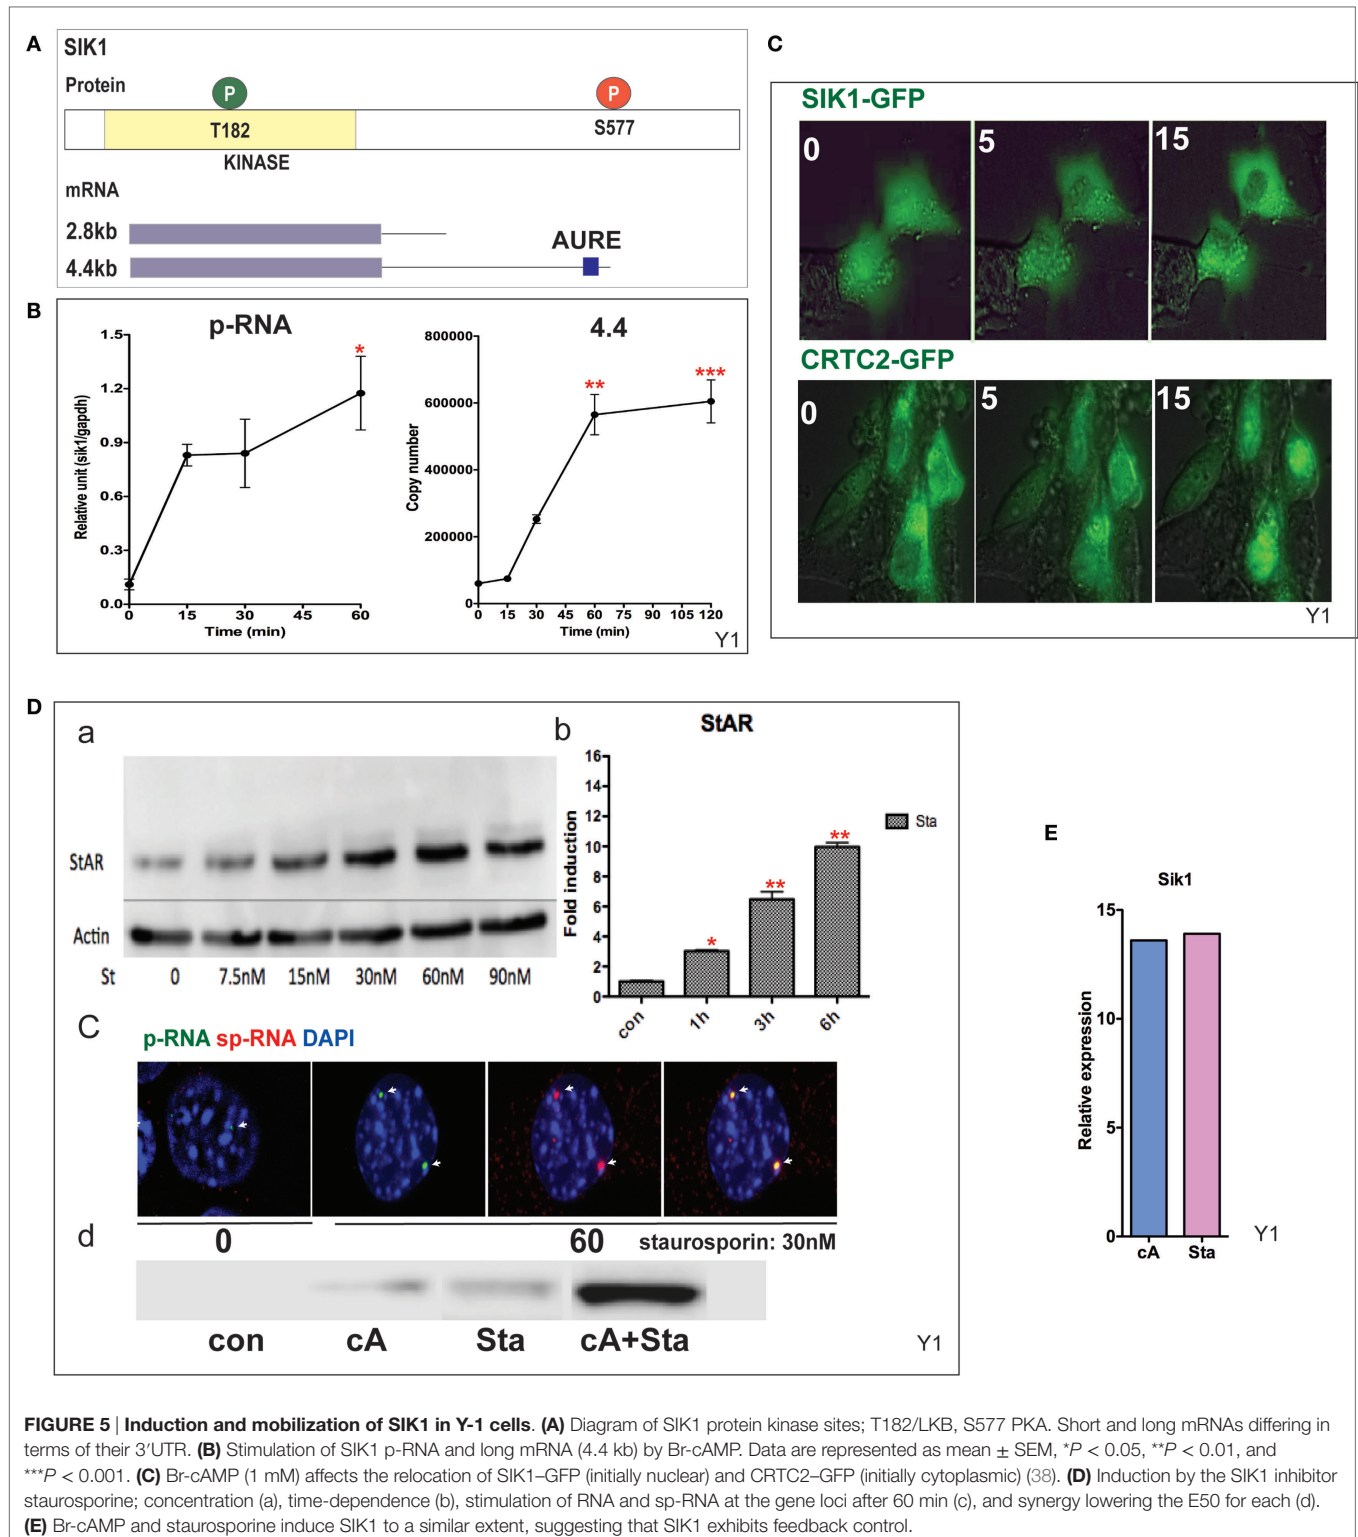 A
SIK1
Protein
P
P
T182
S577
KINASE
mRNA
2.8kb
AURE
4.4kb
B
p-RNA
1.5
1.2
0.9
0.6
0.3
0.0
Relative unit (sik1/gapdh)
*
0 15 30 45 60
Time (min)
4.4
800000
600000
400000
200000
0
Copy number
**
***
0 15 30 45 60 75 90 105 120
Time (min)
Y1
C
SIK1-GFP
0 5 15
CRTC2-GFP
0 5 15
Y1
D
a
StAR
Actin
St 0 7.5nM 15nM 30nM 60nM 90nM
b
StAR
16
14
12
10
8
6
4
2
0
Fold induction
*
**
**
Sta
con 1h 3h 6h
C
p-RNA sp-RNA DAPI
0 60 staurosporin: 30nM
d
con cA Sta cA+Sta
Y1
E
Sik1
15
10
5
0
Relative expression
cA Sta
Y1
FIGURE 5 | Induction and mobilization of SIK1 in Y-1 cells. (A) Diagram of SIK1 protein kinase sites; T182/LKB, S577 PKA. Short and long mRNAs differing in
terms of their 3′UTR. (B) Stimulation of SIK1 p-RNA and long mRNA (4.4 kb) by Br-cAMP. Data are represented as mean ± SEM, *P < 0.05, **P < 0.01, and
***P < 0.001. (C) Br-cAMP (1 mM) affects the relocation of SIK1–GFP (initially nuclear) and CRTC2–GFP (initially cytoplasmic) (38). (D) Induction by the SIK1 inhibitor
staurosporine; concentration (a), time-dependence (b), stimulation of RNA and sp-RNA at the gene loci after 60 min (c), and synergy lowering the E50 for each (d).
(E) Br-cAMP and staurosporine induce SIK1 to a similar extent, suggesting that SIK1 exhibits feedback control.